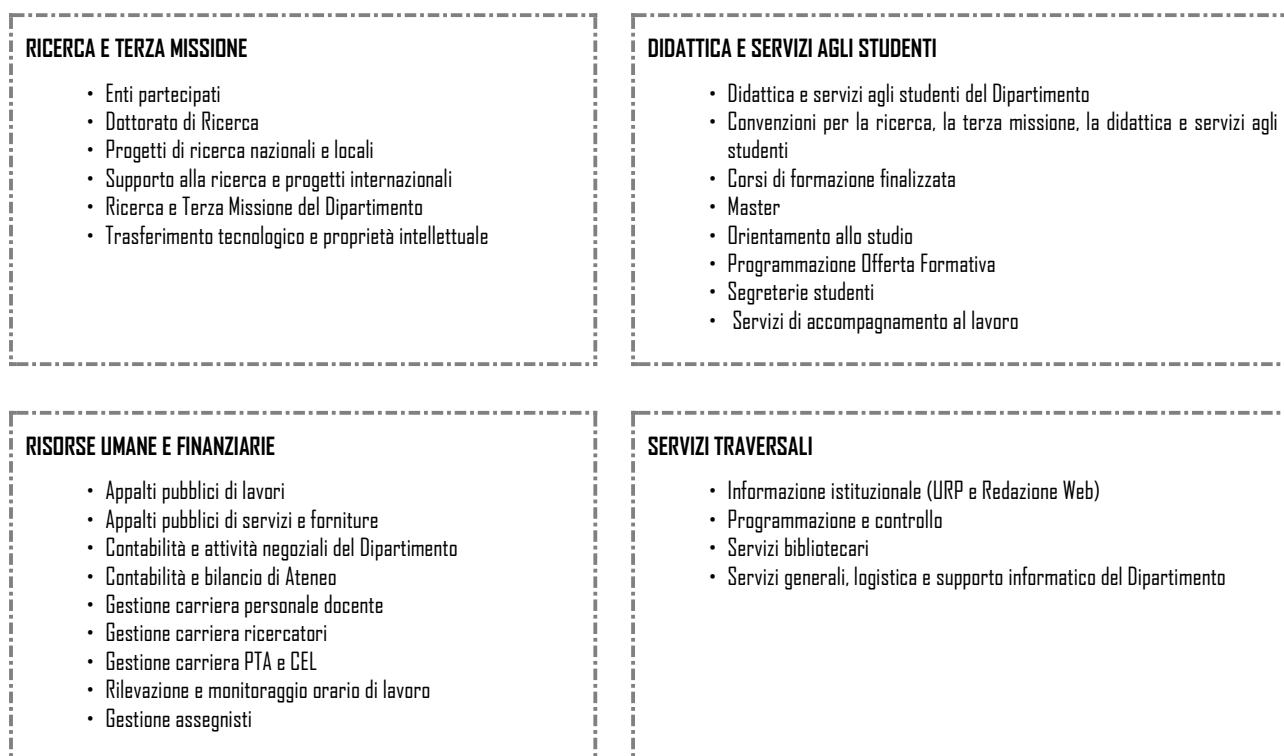 RICERCA E TERZA MISSIONE
• Enti partecipati
• Dottorato di Ricerca
• Progetti di ricerca nazionali e locali
• Supporto alla ricerca e progetti internazionali
• Ricerca e Terza Missione del Dipartimento
• Trasferimento tecnologico e proprietà intellettuale
DIDATTICA E SERVIZI AGLI STUDENTI
• Didattica e servizi agli studenti del Dipartimento
• Convenzioni per la ricerca, la terza missione, la didattica e servizi agli
studenti
• Corsi di formazione finalizzata
• Master
• Orientamento allo studio
• Programmazione Offerta Formativa
• Segreterie studenti
• Servizi di accompagnamento al lavoro
RISORSE UMANE E FINANZIARIE
• Appalti pubblici di lavori
• Appalti pubblici di servizi e forniture
• Contabilità e attività negoziali del Dipartimento
• Contabilità e bilancio di Ateneo
• Gestione carriera personale docente
• Gestione carriera ricercatori
• Gestione carriera PTA e CEL
• Rilevazione e monitoraggio orario di lavoro
• Gestione assegnisti
SERVIZI TRAVERSALI
• Informazione istituzionale (URP e Redazione Web)
• Programmazione e controllo
• Servizi bibliotecari
• Servizi generali, logistica e supporto informatico del Dipartimento